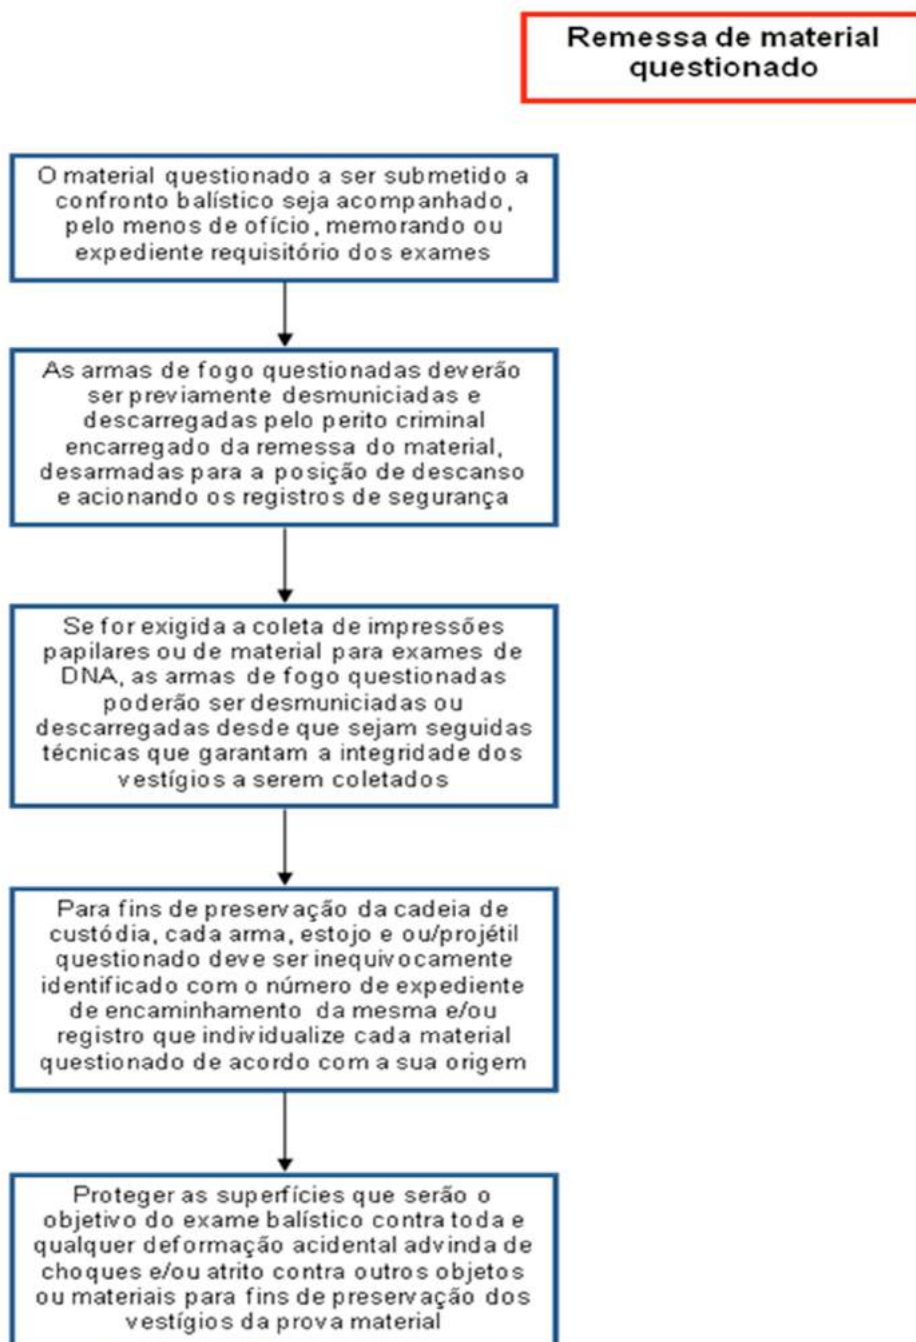 Remessa de material
questionado
O material questionado a ser submetido a
confronto balístico seja acompanhado,
pelo menos de ofício, memorando ou
expediente requisitório dos exames
As armas de fogo questionadas deverão
ser previamente desmuniciadas e
descarregadas pelo perito criminal
encarregado da remessa do material,
desarmadas para a posição de descanso
e acionando os registros de segurança
Se for exigida a coleta de impressões
papilares ou de material para exames de
DNA, as armas de fogo questionadas
poderão ser desmuniciadas ou
descarregadas desde que sejam seguidas
técnicas que garantam a integridade dos
vestígios a serem coletados
Para fins de preservação da cadeia de
custódia, cada arma, estojo e ou/projétil
questionado deve ser inequivocamente
identificado com o número de expediente
de encaminhamento da mesma e/ou
registro que individualize cada material
questionado de acordo com a sua origem
Proteger as superfícies que serão o
objetivo do exame balístico contra toda e
qualquer deformação acidental advinda de
choques e/ou atrito contra outros objetos
ou materiais para fins de preservação dos
vestígios da prova material